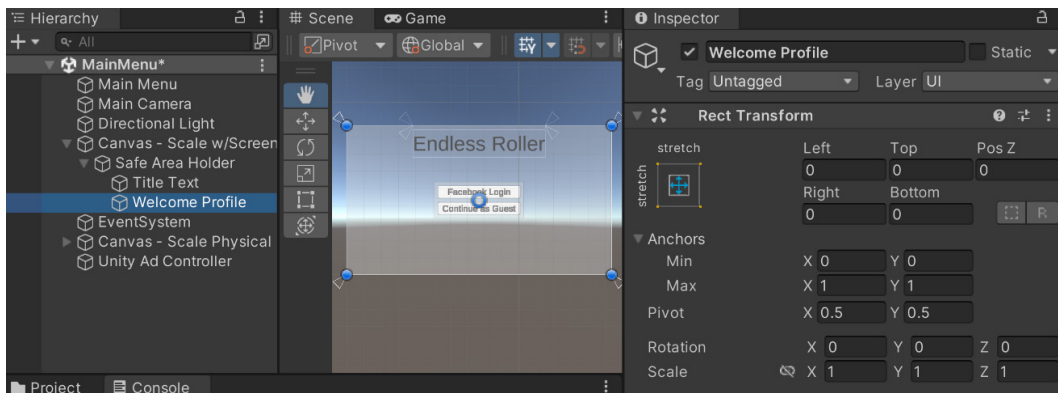 Hierarchy
All
MainMenu*
Main Menu
Main Camera
Directional Light
Canvas - Scale w/Screen
Safe Area Holder
Title Text
Welcome Profile
EventSystem
Canvas - Scale Physical
Unity Ad Controller
Project
Console
Scene
Game
Pivot
Global
Endless Roller
Facebook Login
Continue as Guest
Inspector
Welcome Profile
Static
Tag Untagged
Layer UI
Rect Transform
stretch
stretch
Left Top Pos Z
0 0 0
Right Bottom
0 0
R
Anchors
Min X 0 Y 0
Max X 1 Y 1
Pivot X 0.5 Y 0.5
Rotation X 0 Y 0 Z 0
Scale X 1 Y 1 Z 1